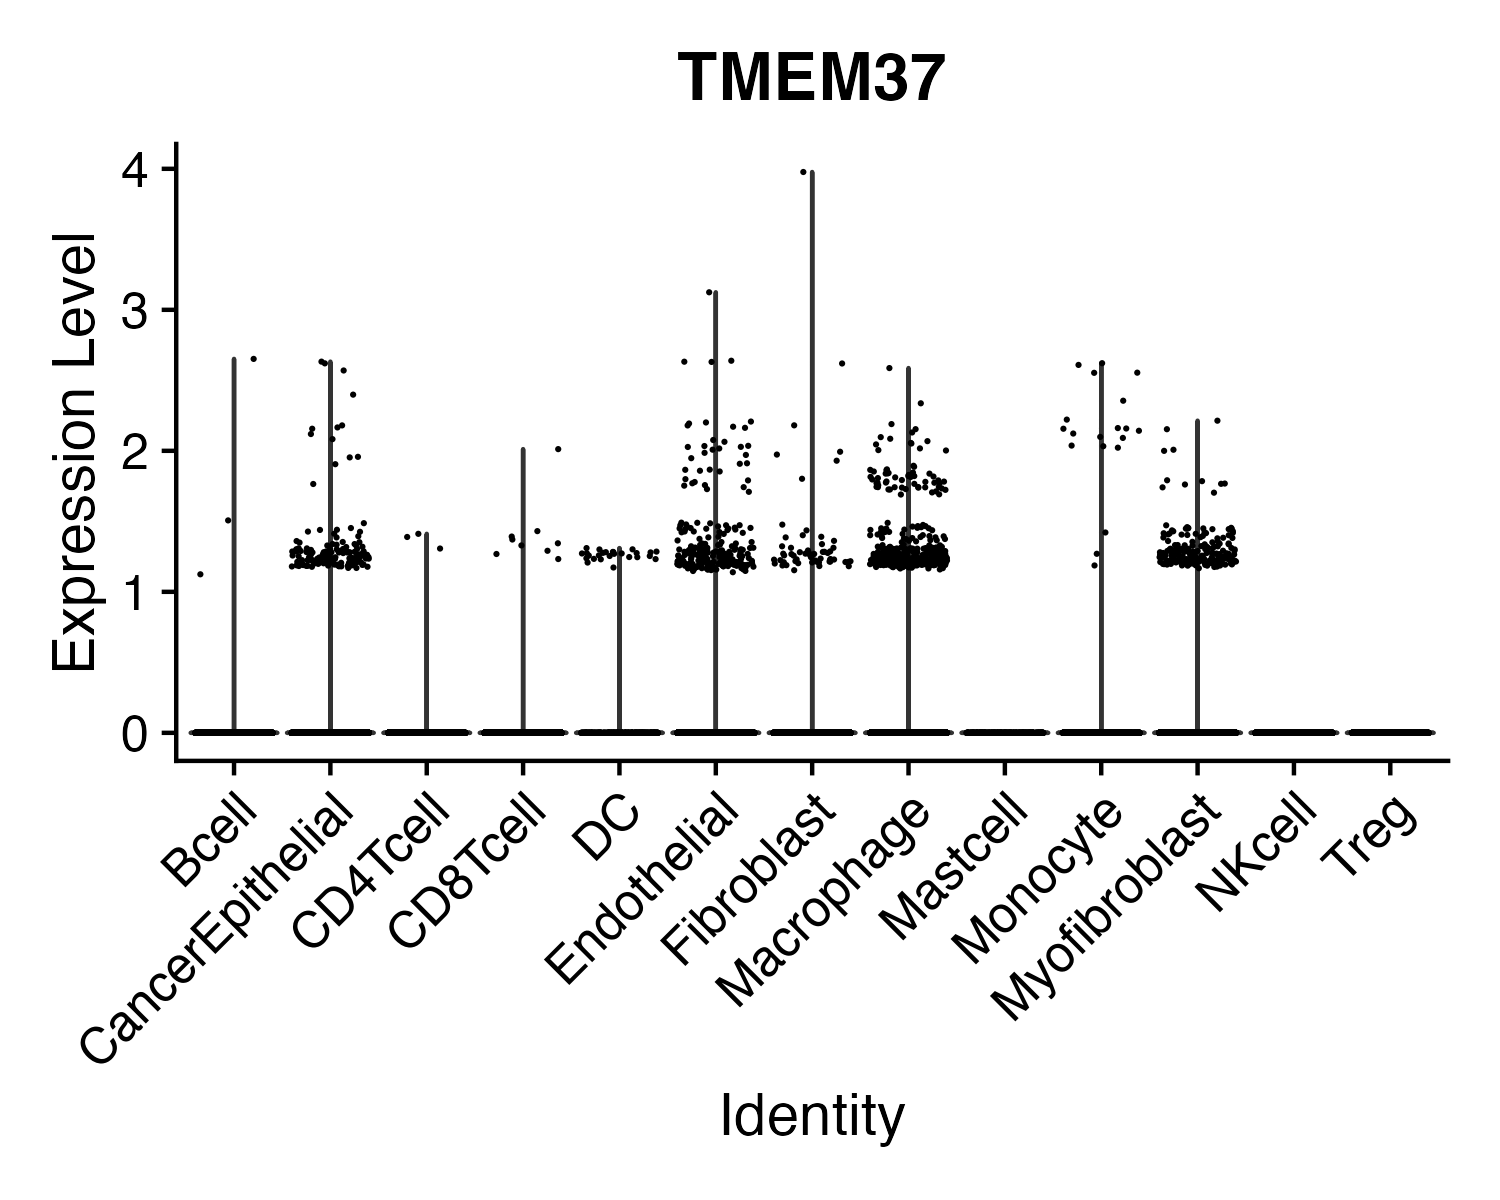 TMEM37
Expression Level
4
3
2
1
0
Bcell
CancerEpithelial
CD4Tcell
CD8Tcell
DC
Endothelial
Fibroblast
Macrophage
Mastcell
Monocyte
Myofibroblast
NKcell
Treg
Identity